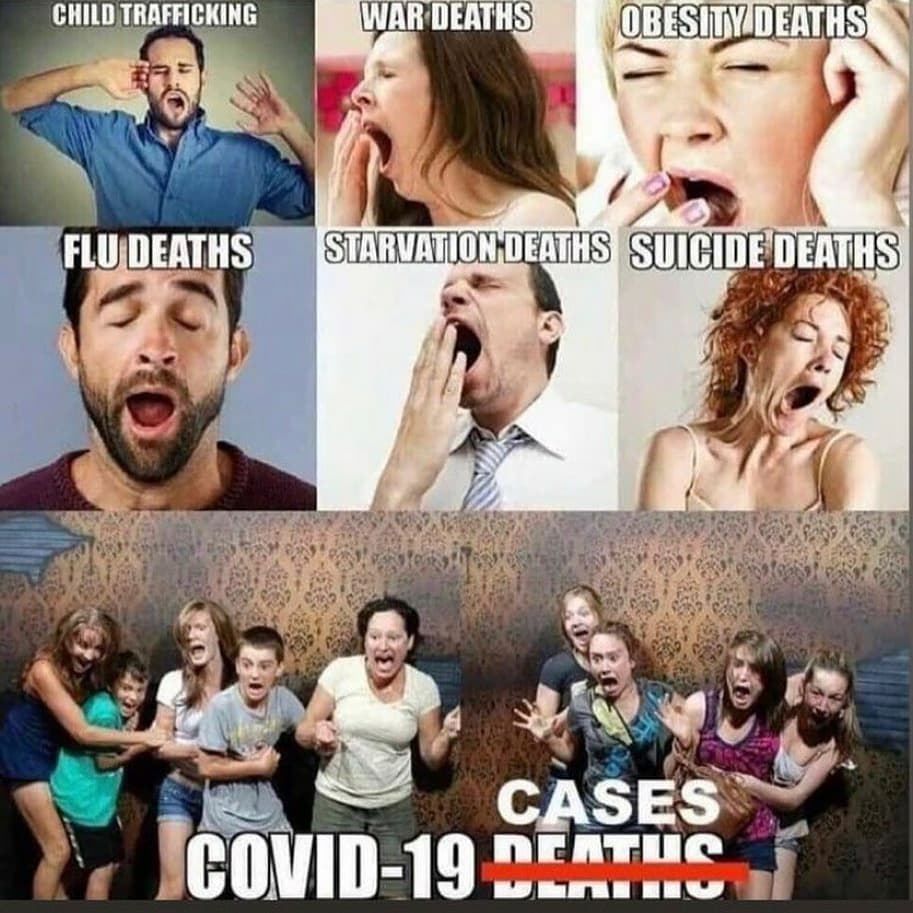 CHILD TRAFFICKING
WAR DEATHS
OBESITY DEATHS
FLU DEATHS
STARVATION DEATHS
SUICIDE DEATHS
CASES
COVID-19 DEATHS